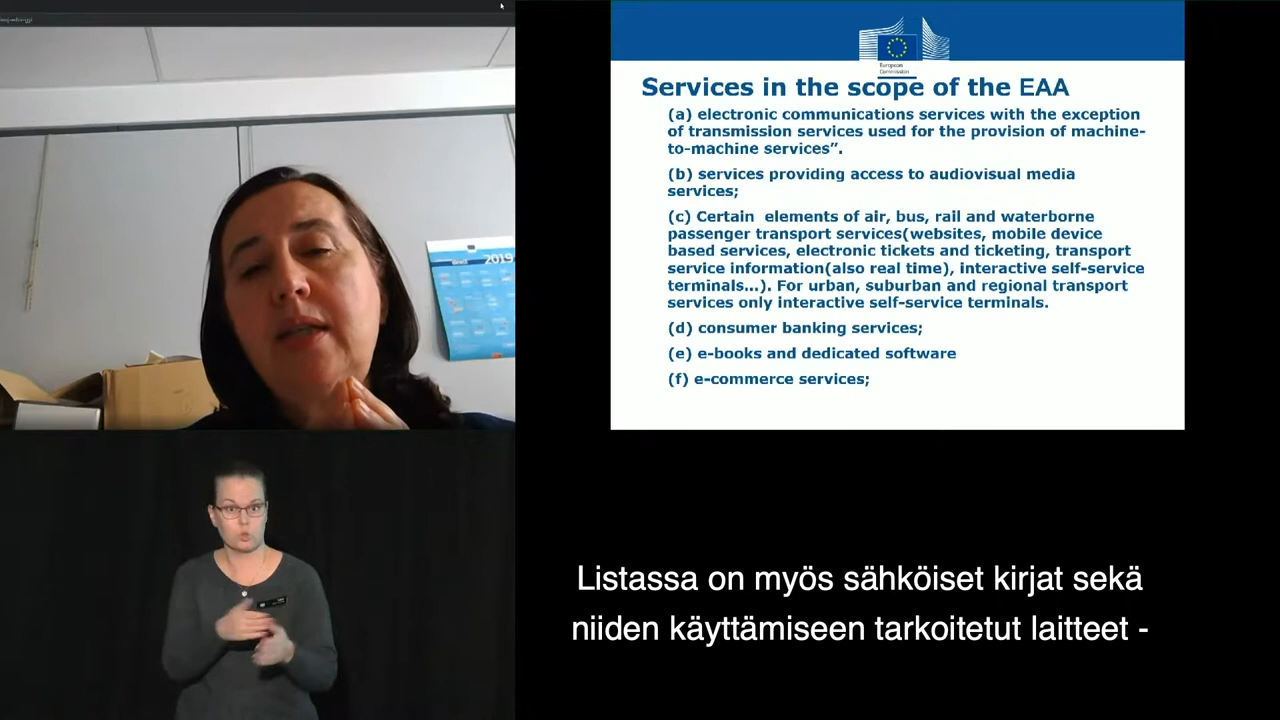 2019
European
Commission
Services in the scope of the EAA
(a) electronic communications services with the exception
of transmission services used for the provision of machine-
to-machine services”.
(b) services providing access to audiovisual media
services;
(c) Certain elements of air, bus, rail and waterborne
passenger transport services(websites, mobile device
based services, electronic tickets and ticketing, transport
service information(also real time), interactive self-service
terminals...). For urban, suburban and regional transport
services only interactive self-service terminals.
(d) consumer banking services;
(e) e-books and dedicated software
(f) e-commerce services;
Listassa on myös sähköiset kirjat sekä
niiden käyttämiseen tarkoitetut laitteet -